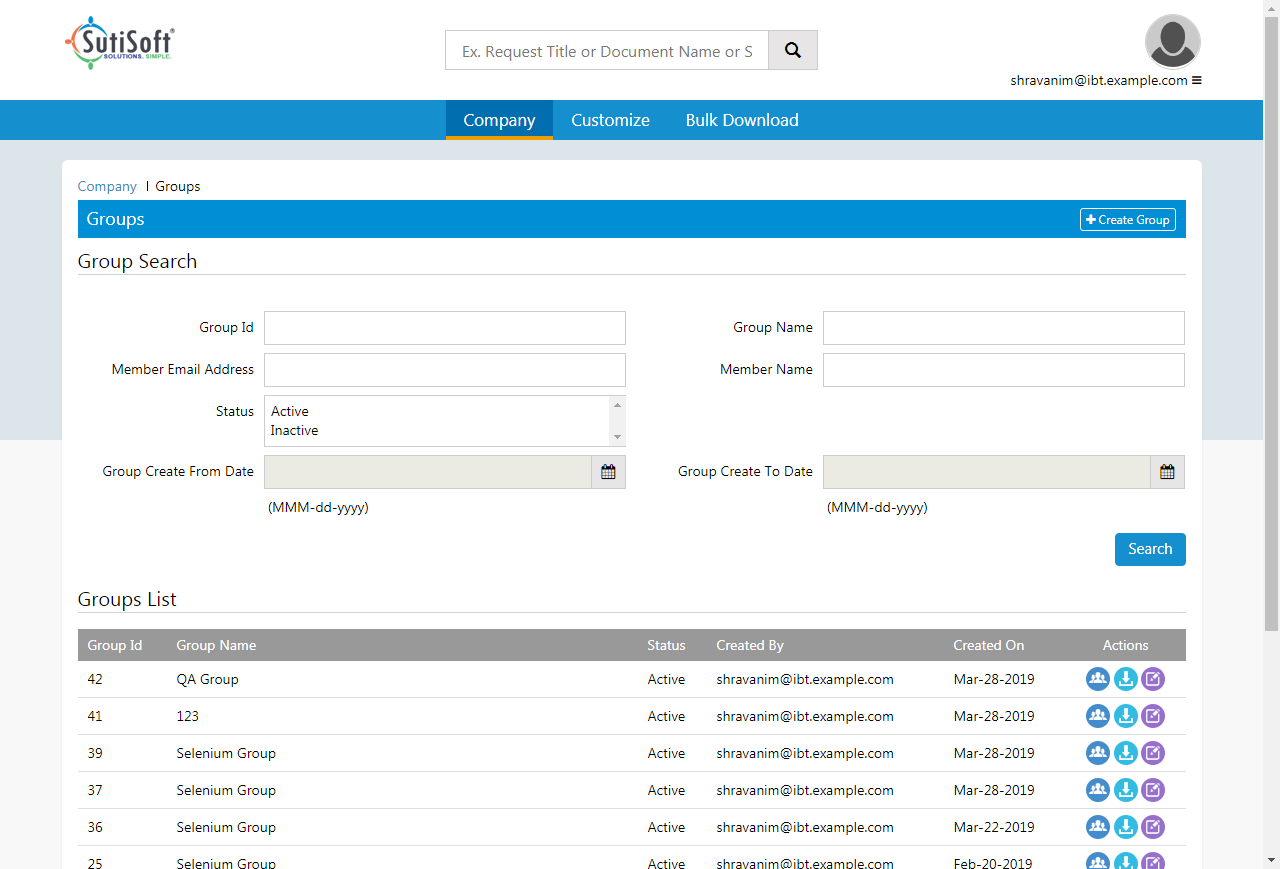 SutiSoft®
SOLUTIONS. SIMPLE.
Ex. Request Title or Document Name or S
shravanim@ibt.example.com
Company Customize Bulk Download
Company | Groups
Groups Create Group
Group Search
Group Id Group Name
Member Email Address Member Name
Status Active
Inactive
Group Create From Date Group Create To Date
(MMM-dd-yyyy) (MMM-dd-yyyy)
Search
Groups List
Group Id Group Name Status Created By Created On Actions
42 QA Group Active shravanim@ibt.example.com Mar-28-2019
41 123 Active shravanim@ibt.example.com Mar-28-2019
39 Selenium Group Active shravanim@ibt.example.com Mar-28-2019
37 Selenium Group Active shravanim@ibt.example.com Mar-28-2019
36 Selenium Group Active shravanim@ibt.example.com Mar-22-2019
25 Selenium Group Active shravanim@ibt.example.com Feb-20-2019